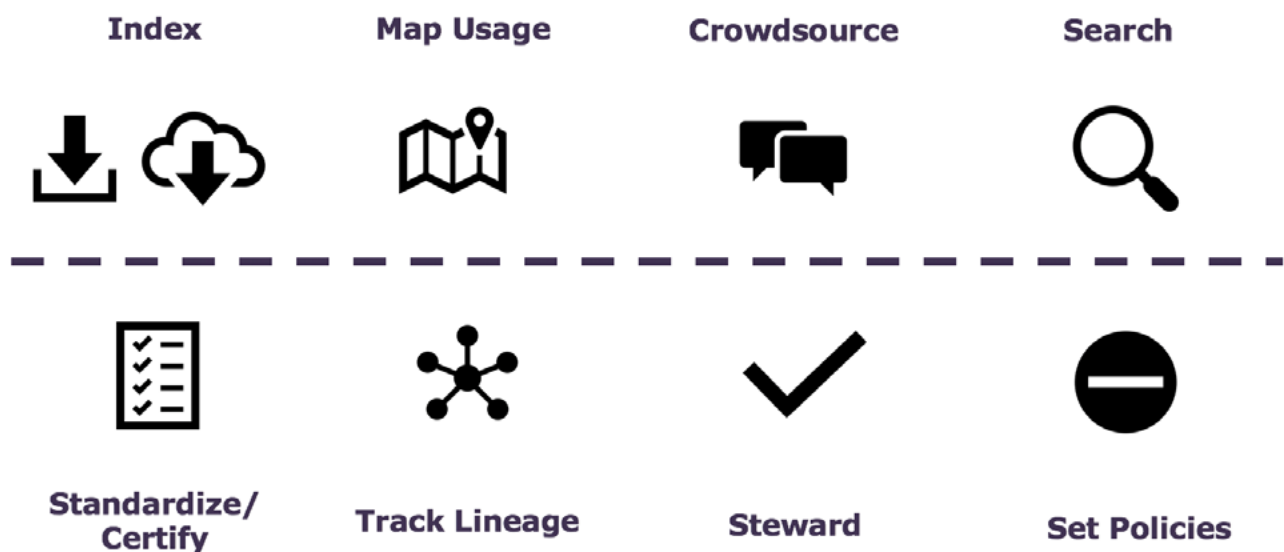 Index
Map Usage
Crowdsource
Search
Standardize/
Certify
Track Lineage
Steward
Set Policies